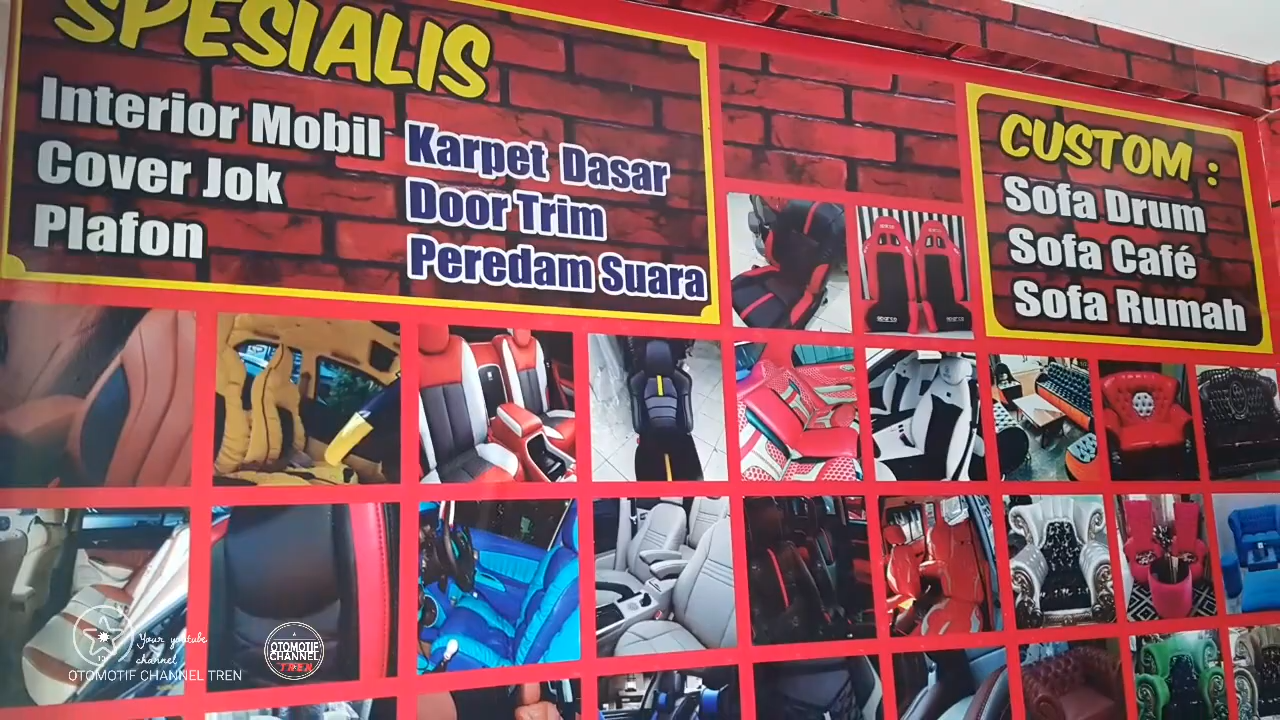 SPESIALIS
Interior Mobil
Cover Jok
Plafon
Karpet Dasar
Door Trim
Peredam Suara
CUSTOM :
Sofa Drum
Sofa Café
Sofa Rumah
Your youtube
channel
OTOMOTIF CHANNEL TREN
OTOMOTIF
CHANNEL
TREN